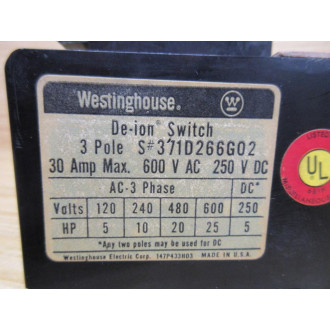 Westinghouse. W
De-ion® Switch
3 Pole S# 371D266G02
30 Amp Max. 600 V AC 250 V DC
AC-3 Phase DC*
Volts 120 240 480 600 250
HP 5 10 20 25 5
*Any two poles may be used for DC
Westinghouse Electric Corp. 147P433H03 MADE IN U.S.A.
LISTED
UL